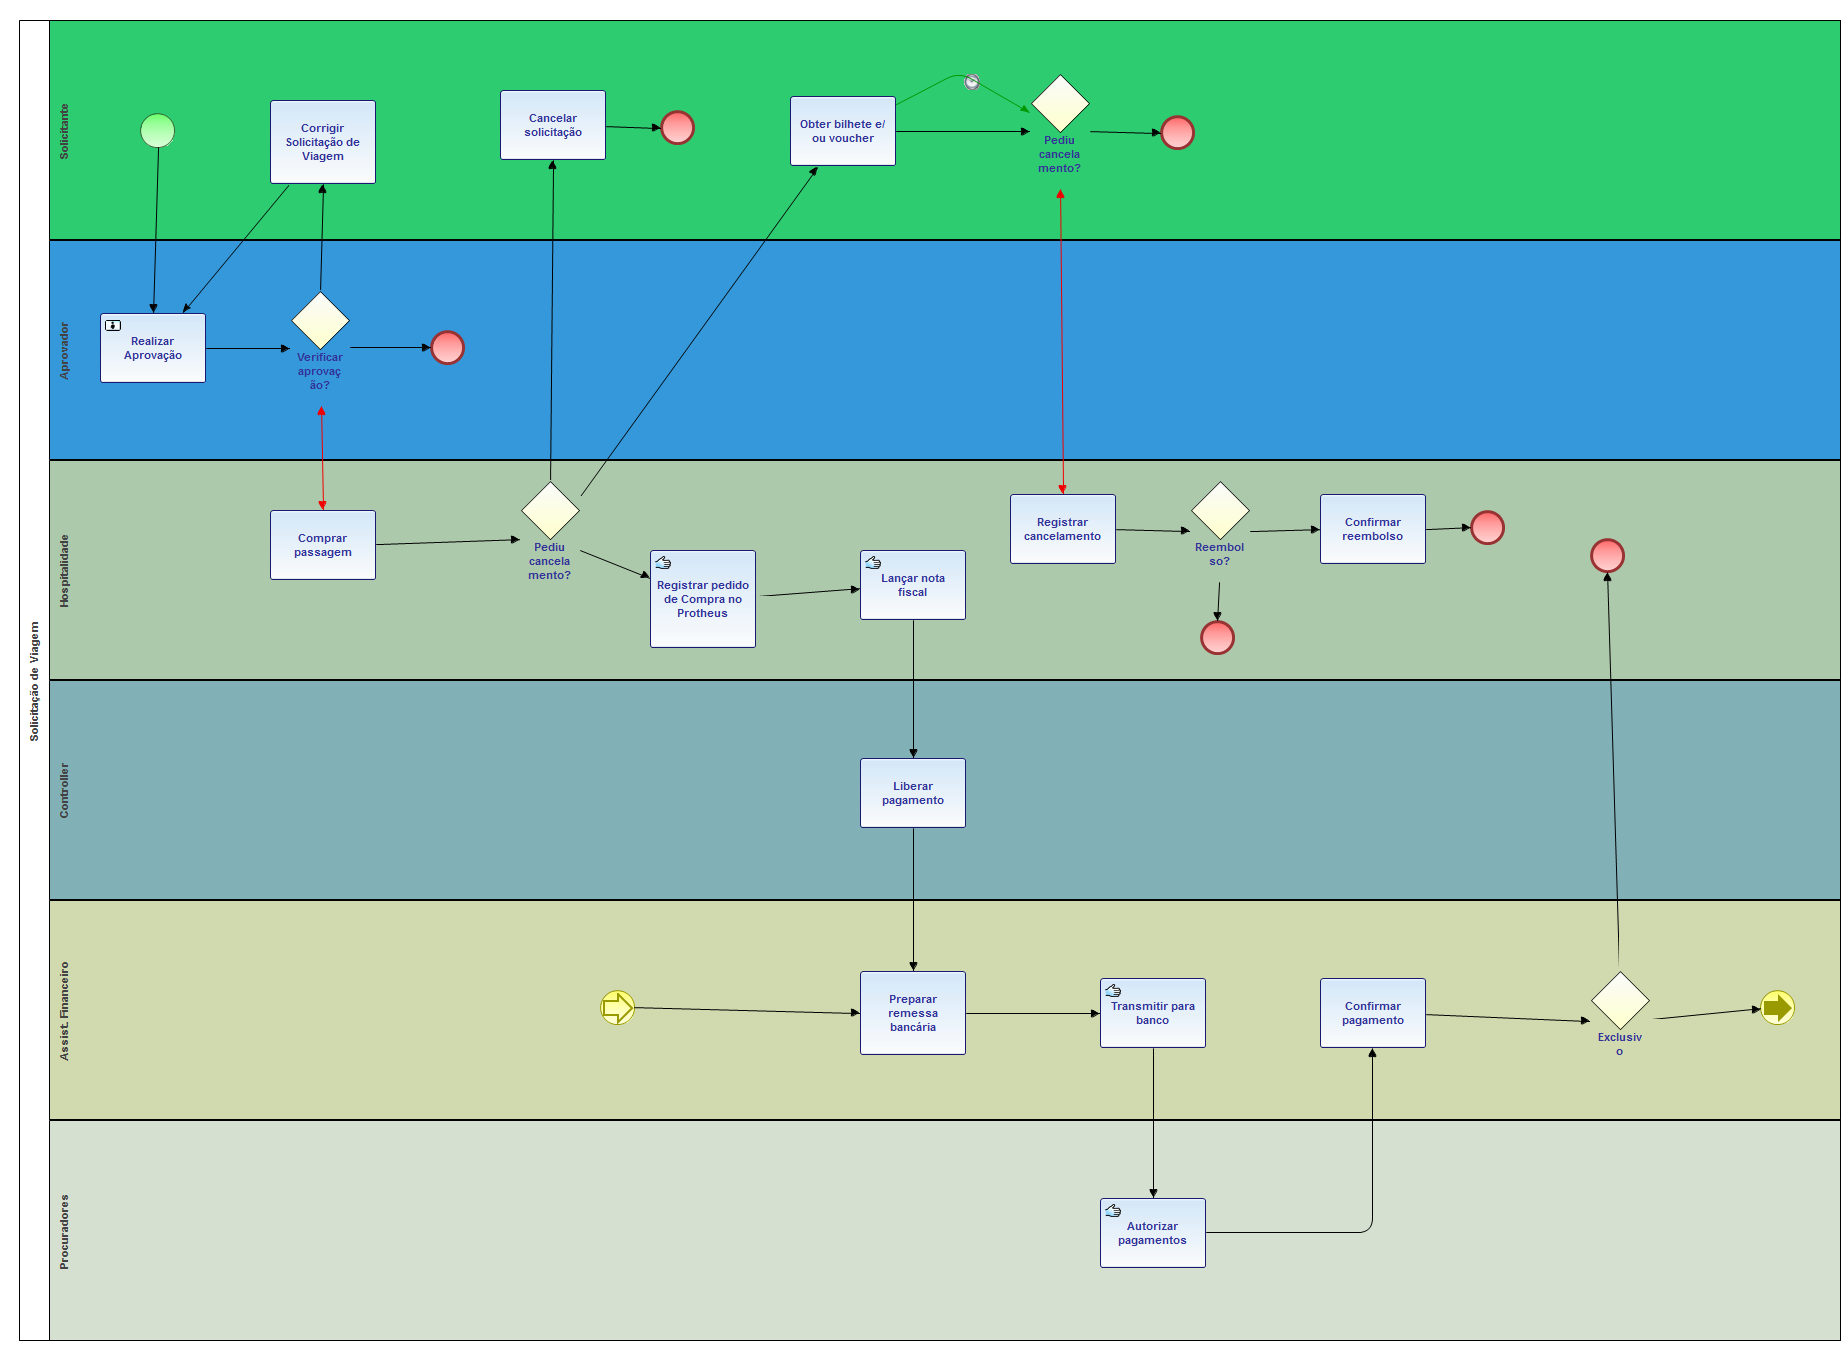 Solicitação de Viagem
Solicitante
Corrigir
Solicitação de
Viagem
Cancelar
solicitação
Obter bilhete e/
ou voucher
Pediu
cancela
mento?
Aprovador
Realizar
Aprovação
Verificar
aprovaç
ão?
Hospitalidade
Comprar
passagem
Pediu
cancela
mento?
Registrar pedido
de Compra no
Protheus
Lançar nota
fiscal
Registrar
cancelamento
Reembol
so?
Confirmar
reembolso
Controller
Liberar
pagamento
Assist. Financeiro
Preparar
remessa
bancária
Transmitir para
banco
Confirmar
pagamento
Exclusiv
o
Procuradores
Autorizar
pagamentos